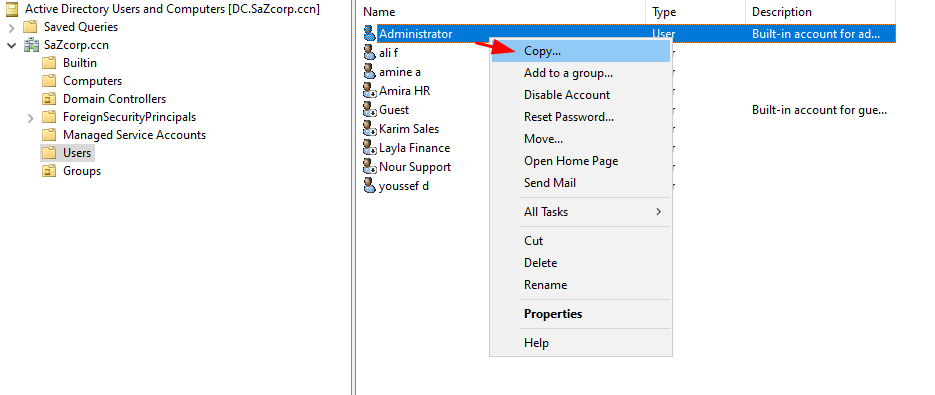 Active Directory Users and Computers [DC.SaZcorp.ccn]
Saved Queries
SaZcorp.ccn
Builtin
Computers
Domain Controllers
ForeignSecurityPrincipals
Managed Service Accounts
Users
Groups
Name Type Description
Administrator User Built-in account for ad...
ali f
amine a
Amira HR
Guest Built-in account for gue...
Karim Sales
Layla Finance
Nour Support
youssef d
Copy...
Add to a group...
Disable Account
Reset Password...
Move...
Open Home Page
Send Mail
All Tasks
Cut
Delete
Rename
Properties
Help